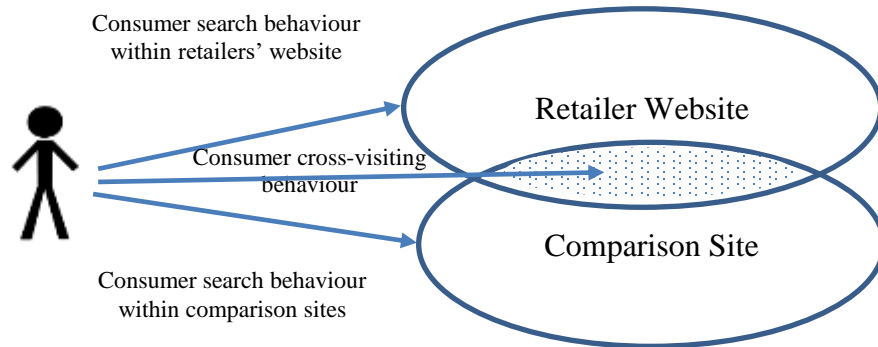 Consumer search behaviour
within retailers’ website
Retailer Website
Consumer cross-visiting
behaviour
Comparison Site
Consumer search behaviour
within comparison sites